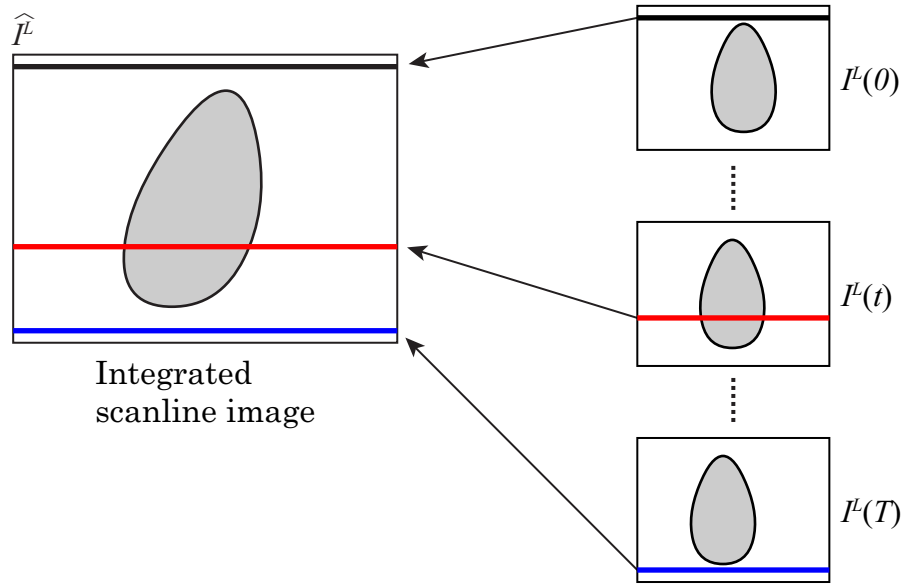 Î^L
I^L(0)
I^L(t)
Integrated
scanline image
I^L(T)